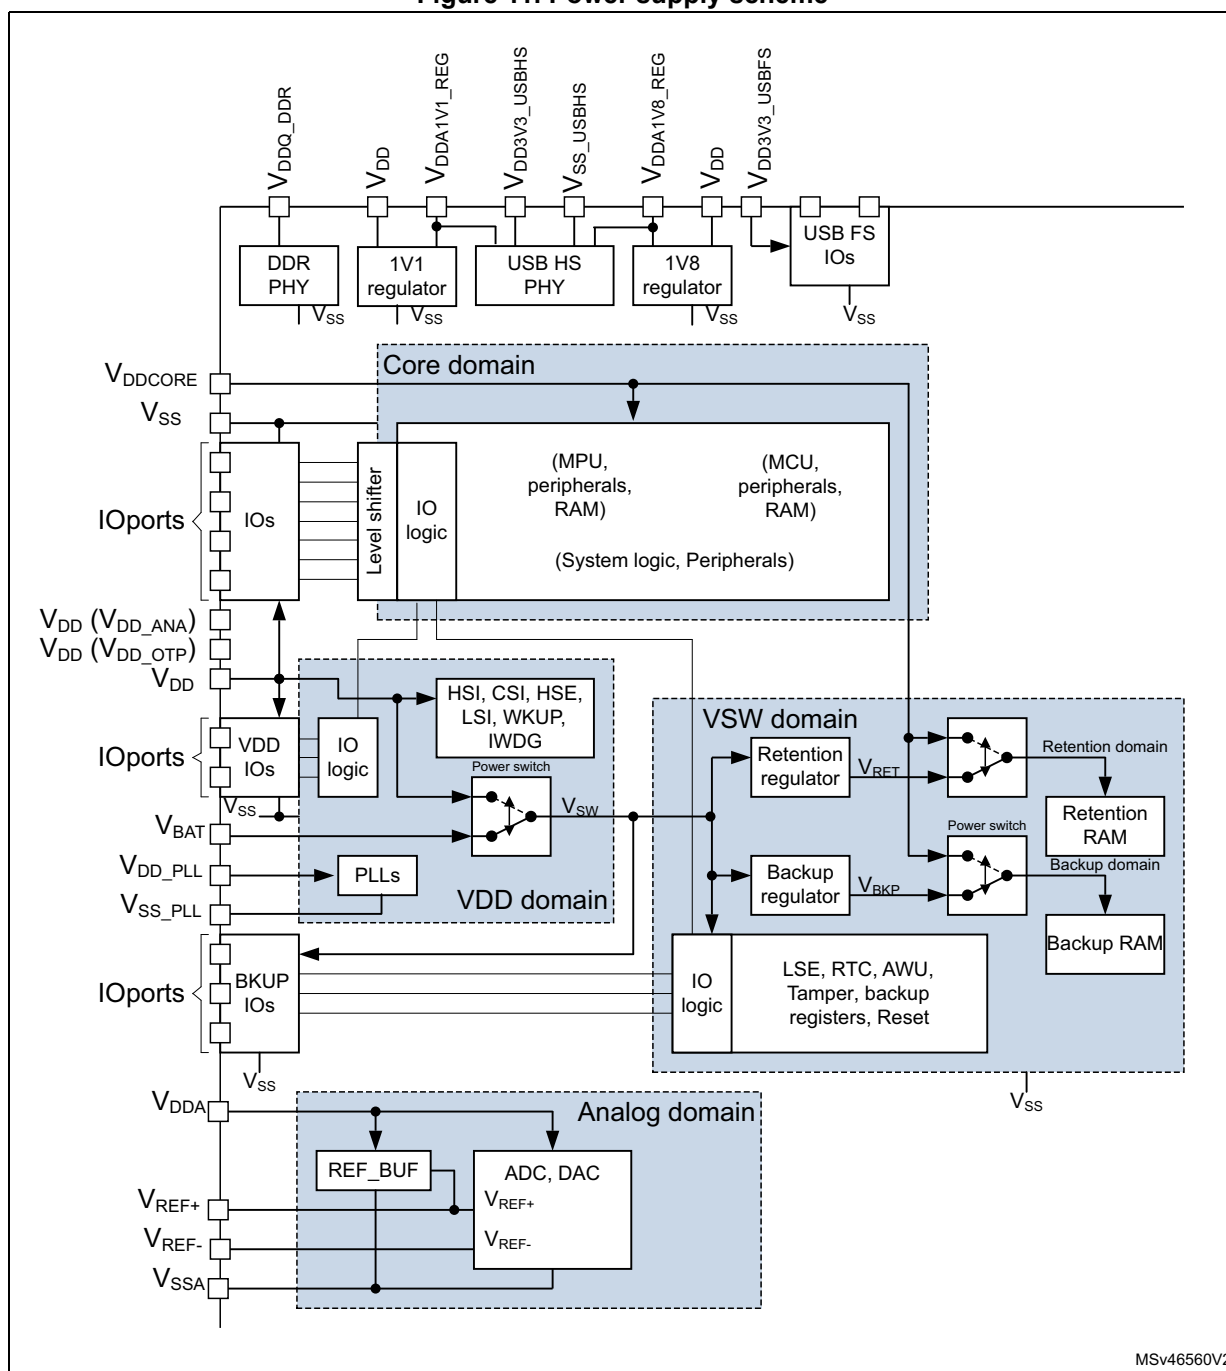 Figure 11. Power supply scheme
VDDQ_DDR
VDD
VDDA1V1_REG
VDD3V3_USBHS
VSS_USBHS
VDDA1V8_REG
VDD
VDD3V3_USBFS
DDR
PHY
1V1
regulator
USB HS
PHY
1V8
regulator
USB FS
IOs
VSS
VSS
VSS
VSS
Core domain
VDDCORE
VSS
IOports
IOs
Level shifter
IO
logic
(MPU,
peripherals,
RAM)
(MCU,
peripherals,
RAM)
(System logic, Peripherals)
VDD (VDD_ANA)
VDD (VDD_OTP)
VDD
IOports
VDD
IOs
IO
logic
HSI, CSI, HSE,
LSI, WKUP,
IWDG
Power switch
VSS
VSW
VBAT
VDD_PLL
PLLs
VSS_PLL
VDD domain
VSW domain
Retention
regulator
VRET
Retention domain
Retention
RAM
Power switch
Backup
regulator
VBKP
Backup domain
Backup RAM
IOports
BKUP
IOs
IO
logic
LSE, RTC, AWU,
Tamper, backup
registers, Reset
VSS
VSS
VDDA
Analog domain
REF_BUF
ADC, DAC
VREF+
VREF+
VREF-
VREF-
VSSA
MSv46560V2